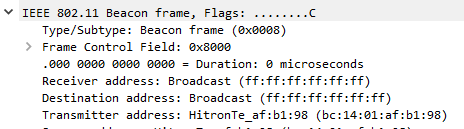 IEEE 802.11 Beacon frame, Flags: ........C
Type/Subtype: Beacon frame (0x0008)
Frame Control Field: 0x8000
.000 0000 0000 0000 = Duration: 0 microseconds
Receiver address: Broadcast (ff:ff:ff:ff:ff:ff)
Destination address: Broadcast (ff:ff:ff:ff:ff:ff)
Transmitter address: HitronTe_af:b1:98 (bc:14:01:af:b1:98)